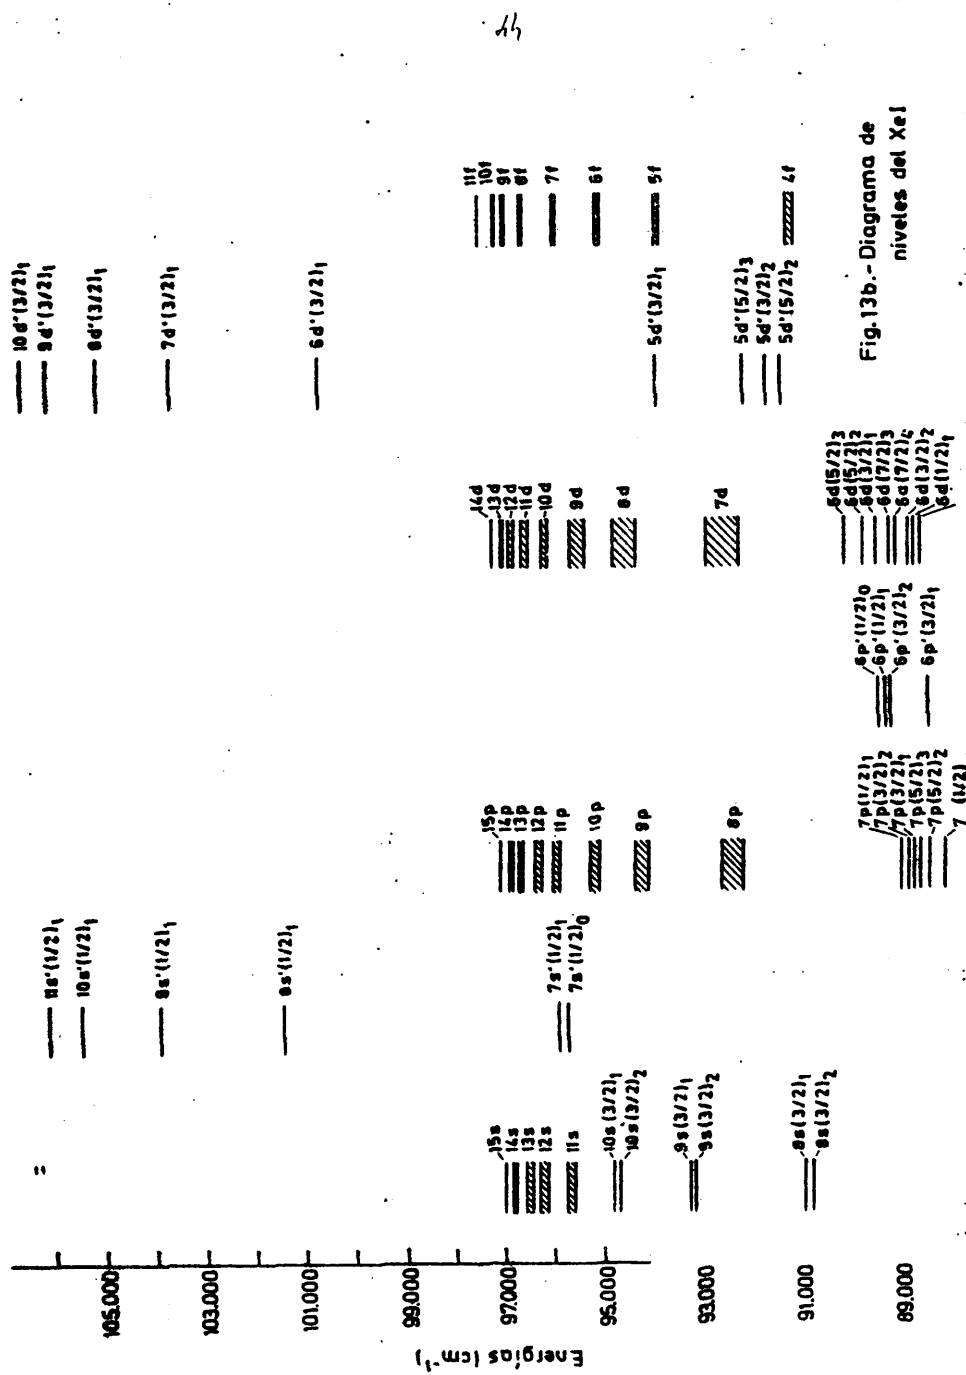 44
11s'(1/2)₁
10s'(1/2)₁
9s'(1/2)₁
8s'(1/2)₁
7s'(1/2)₁
7s'(1/2)₀
15s
14s
13s
12s
11s
10s(3/2)₁
10s(3/2)₂
9s(3/2)₁
9s(3/2)₂
8s(3/2)₁
8s(3/2)₂
15p
14p
13p
12p
11p
10p
9p
8p
7p(1/2)₁
7p(3/2)₂
7p(3/2)₁
7p(5/2)₃
7p(5/2)₂
7 (1/2)
6p'(1/2)₀
6p'(1/2)₁
6p'(3/2)₂
6p'(3/2)₁
14d
13d
12d
11d
10d
9d
8d
7d
6d(5/2)₃
6d(5/2)₂
6d(3/2)₁
6d(7/2)₃
6d(7/2)₄
6d(3/2)₂
6d(1/2)₁
10d'(3/2)₁
9d'(3/2)₁
8d'(3/2)₁
7d'(3/2)₁
6d'(3/2)₁
5d'(3/2)₁
5d'(5/2)₃
5d'(3/2)₂
5d'(5/2)₂
11f
10f
9f
8f
7f
6f
5f
4f
Energías (cm⁻¹)
105.000
103.000
101.000
99.000
97.000
95.000
93.000
91.000
89.000
Fig.13b.-Diagrama de
niveles del XeI